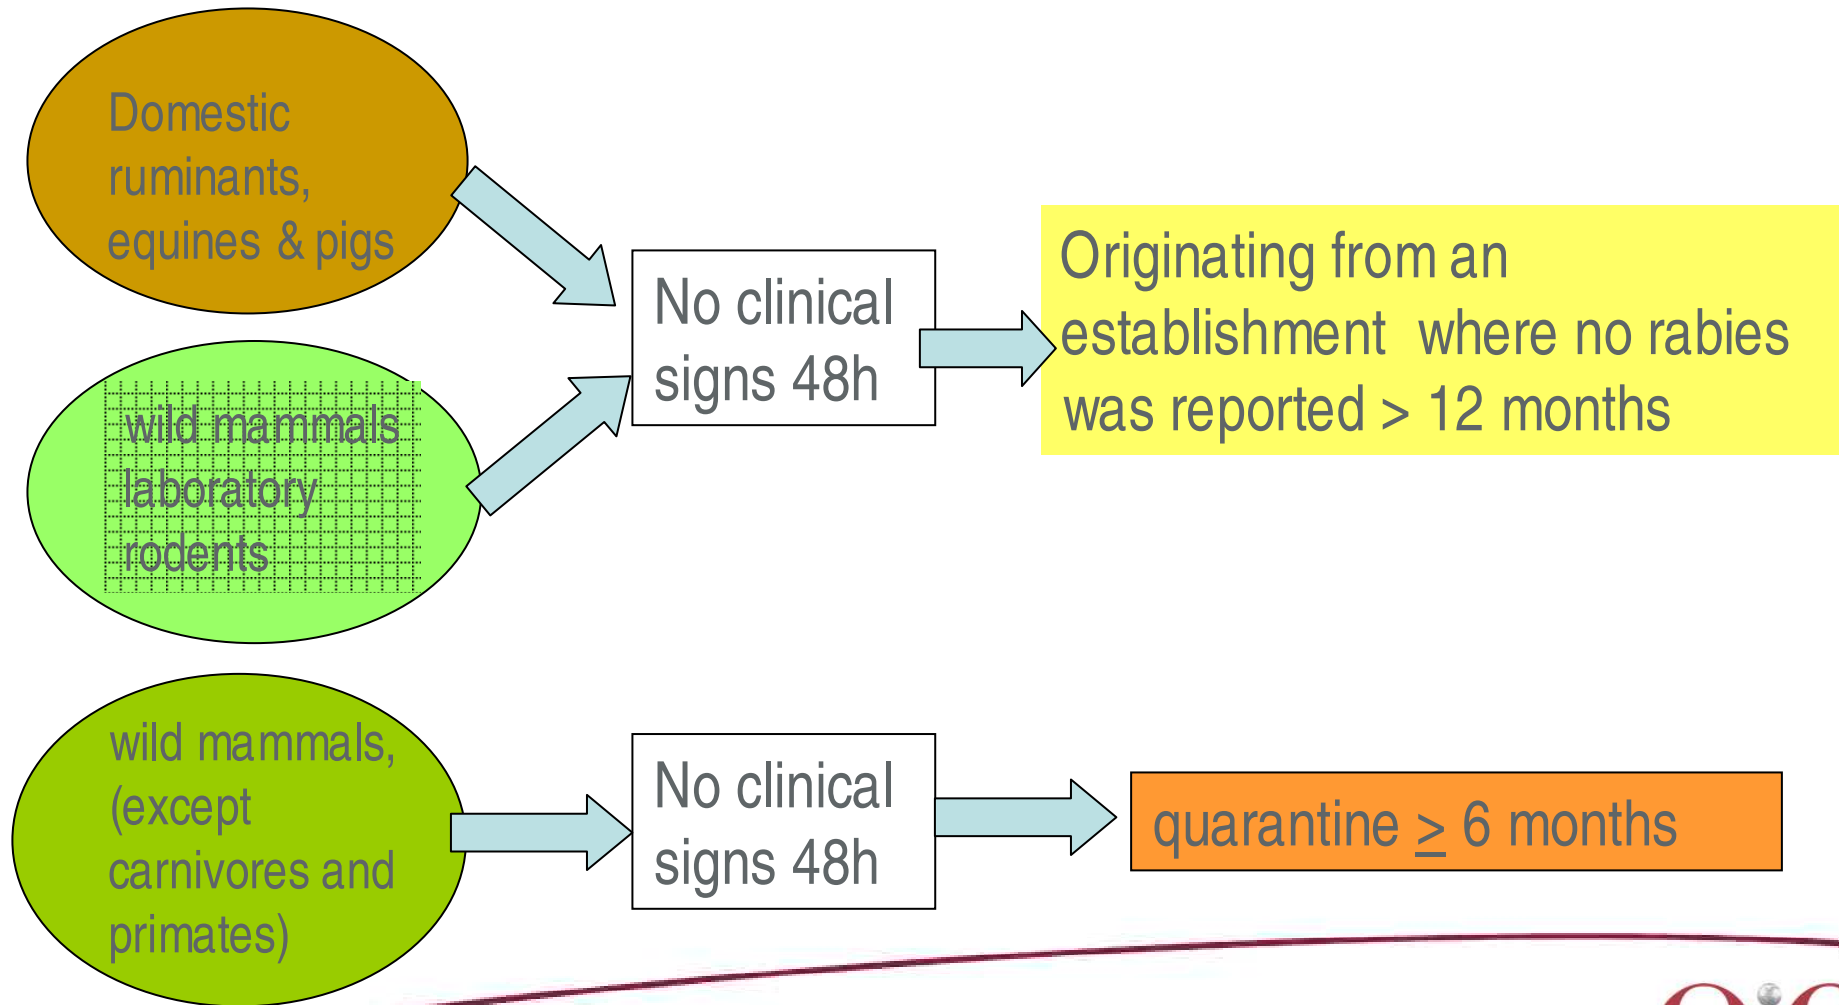 Domestic
ruminants,
equines & pigs
No clinical
signs 48h
Originating from an
establishment where no rabies
was reported > 12 months
wild mammals
laboratory
rodents
wild mammals,
(except
carnivores and
primates)
No clinical
signs 48h
quarantine ≥ 6 months